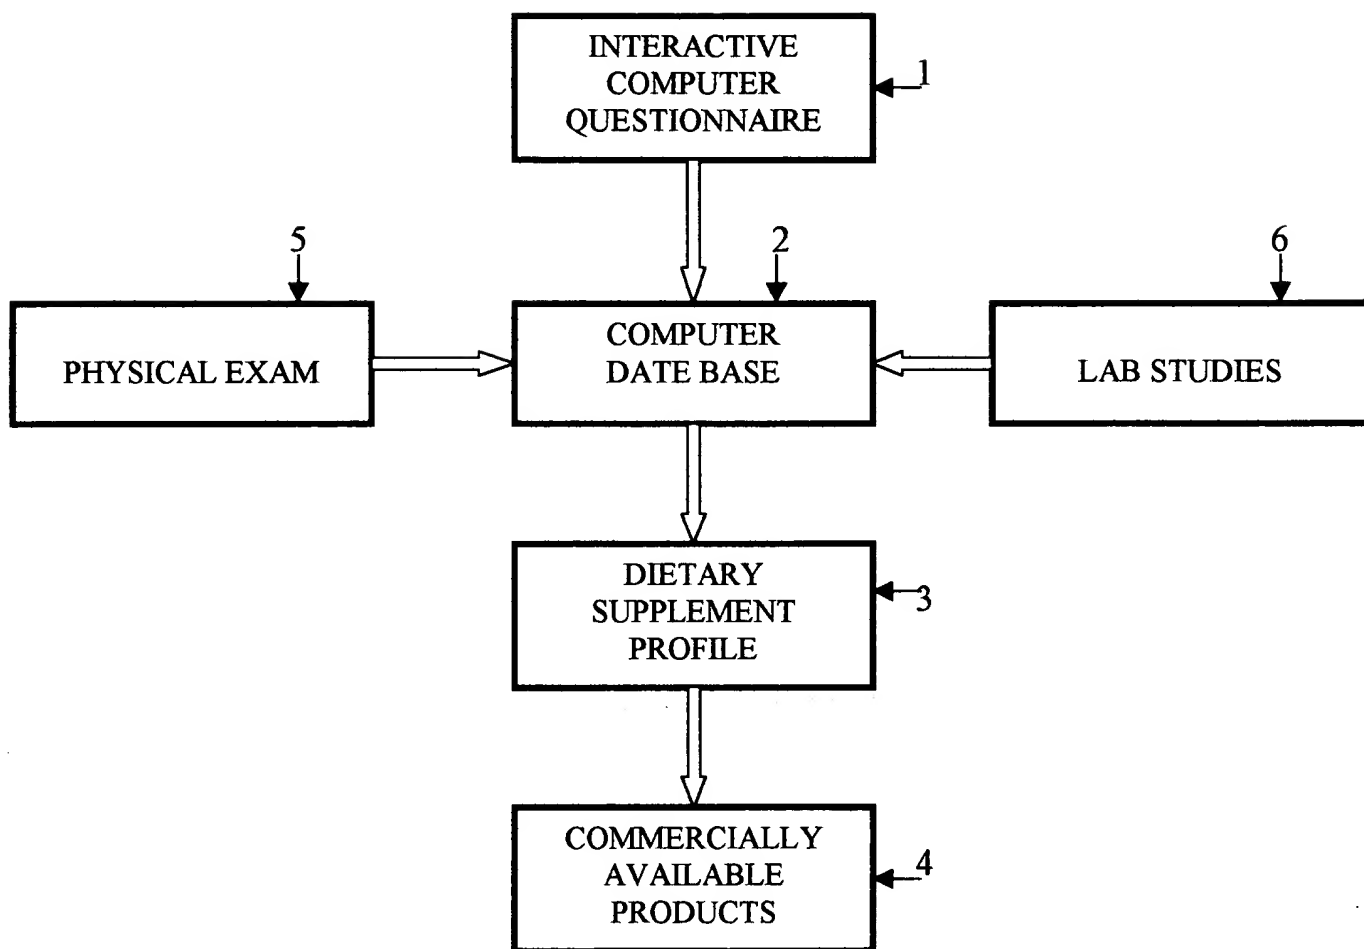 INTERACTIVE
COMPUTER
QUESTIONNAIRE
1
5
2
6
PHYSICAL EXAM
COMPUTER
DATE BASE
LAB STUDIES
DIETARY
SUPPLEMENT
PROFILE
3
COMMERCIALLY
AVAILABLE
PRODUCTS
4